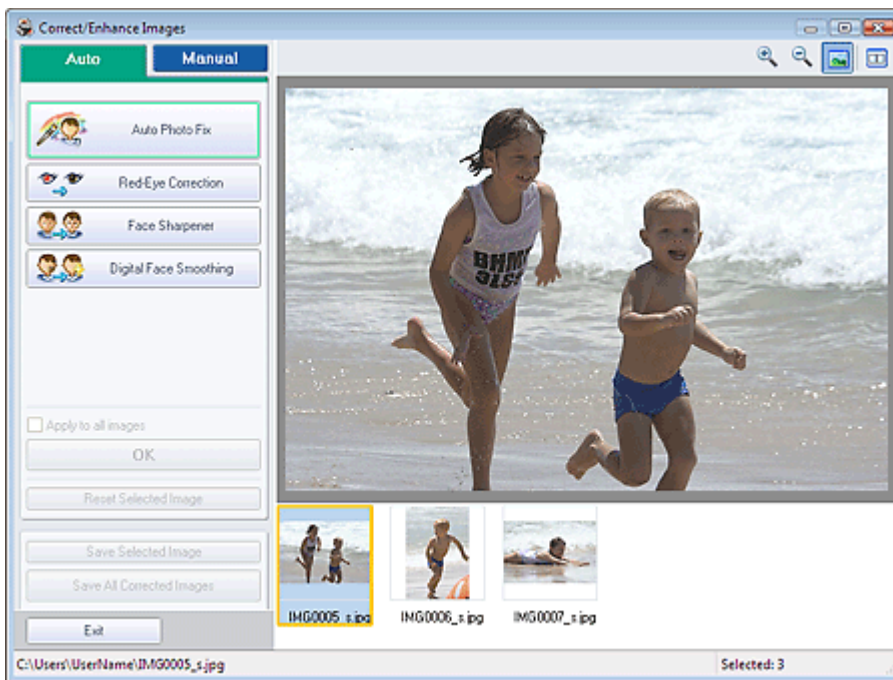 Correct/Enhance Images
Auto
Manual
Auto Photo Fix
Red-Eye Correction
Face Sharpener
Digital Face Smoothing
Apply to all images
OK
Reset Selected Image
Save Selected Image
Save All Corrected Images
Exit
IMG0005_s.jpg
IMG0006_s.jpg
IMG0007_s.jpg
C:\Users\UserName\IMG0005_s.jpg
Selected: 3